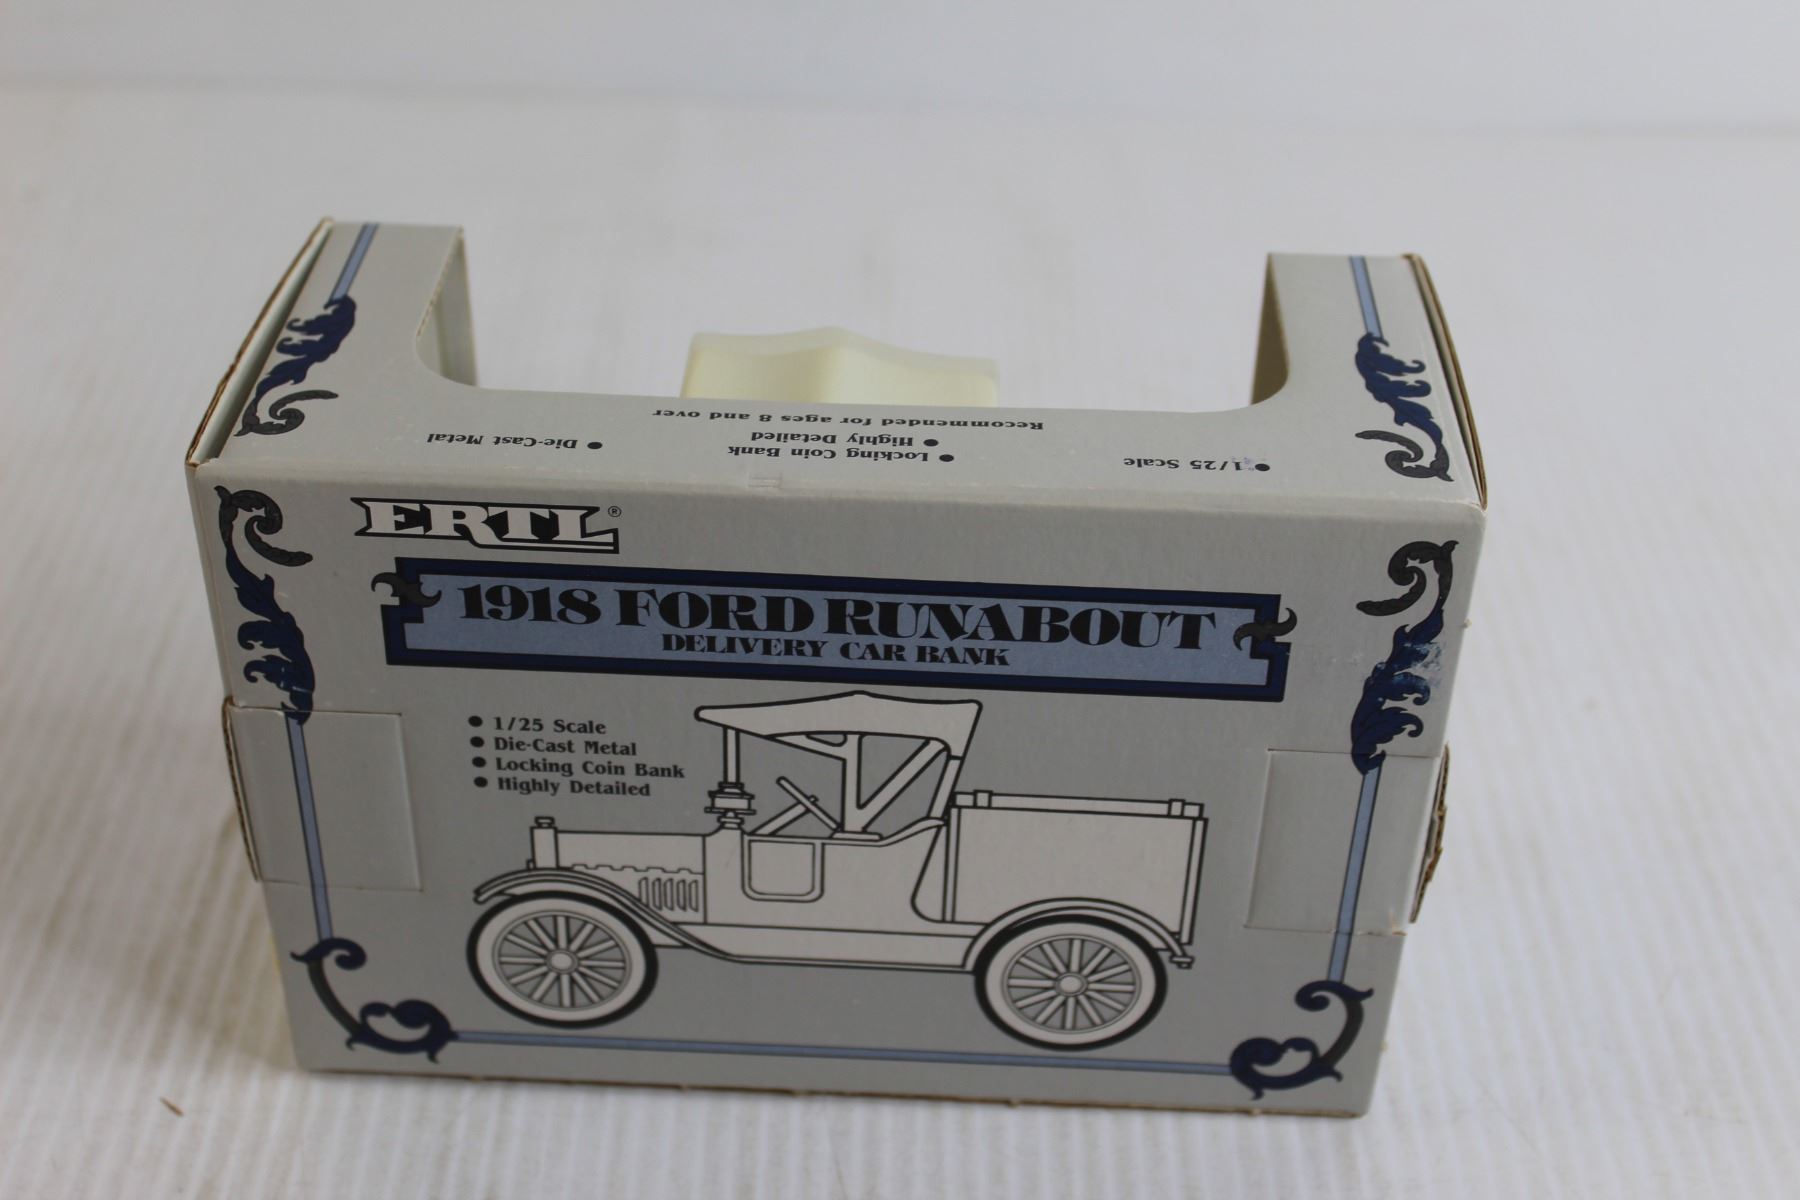 Recommended for ages 8 and over
• 1/25 Scale
• Locking Coin Bank
• Highly Detailed
• Die-Cast Metal
ERTL®
1918 FORD RUNABOUT
DELIVERY CAR BANK
• 1/25 Scale
• Die-Cast Metal
• Locking Coin Bank
• Highly Detailed